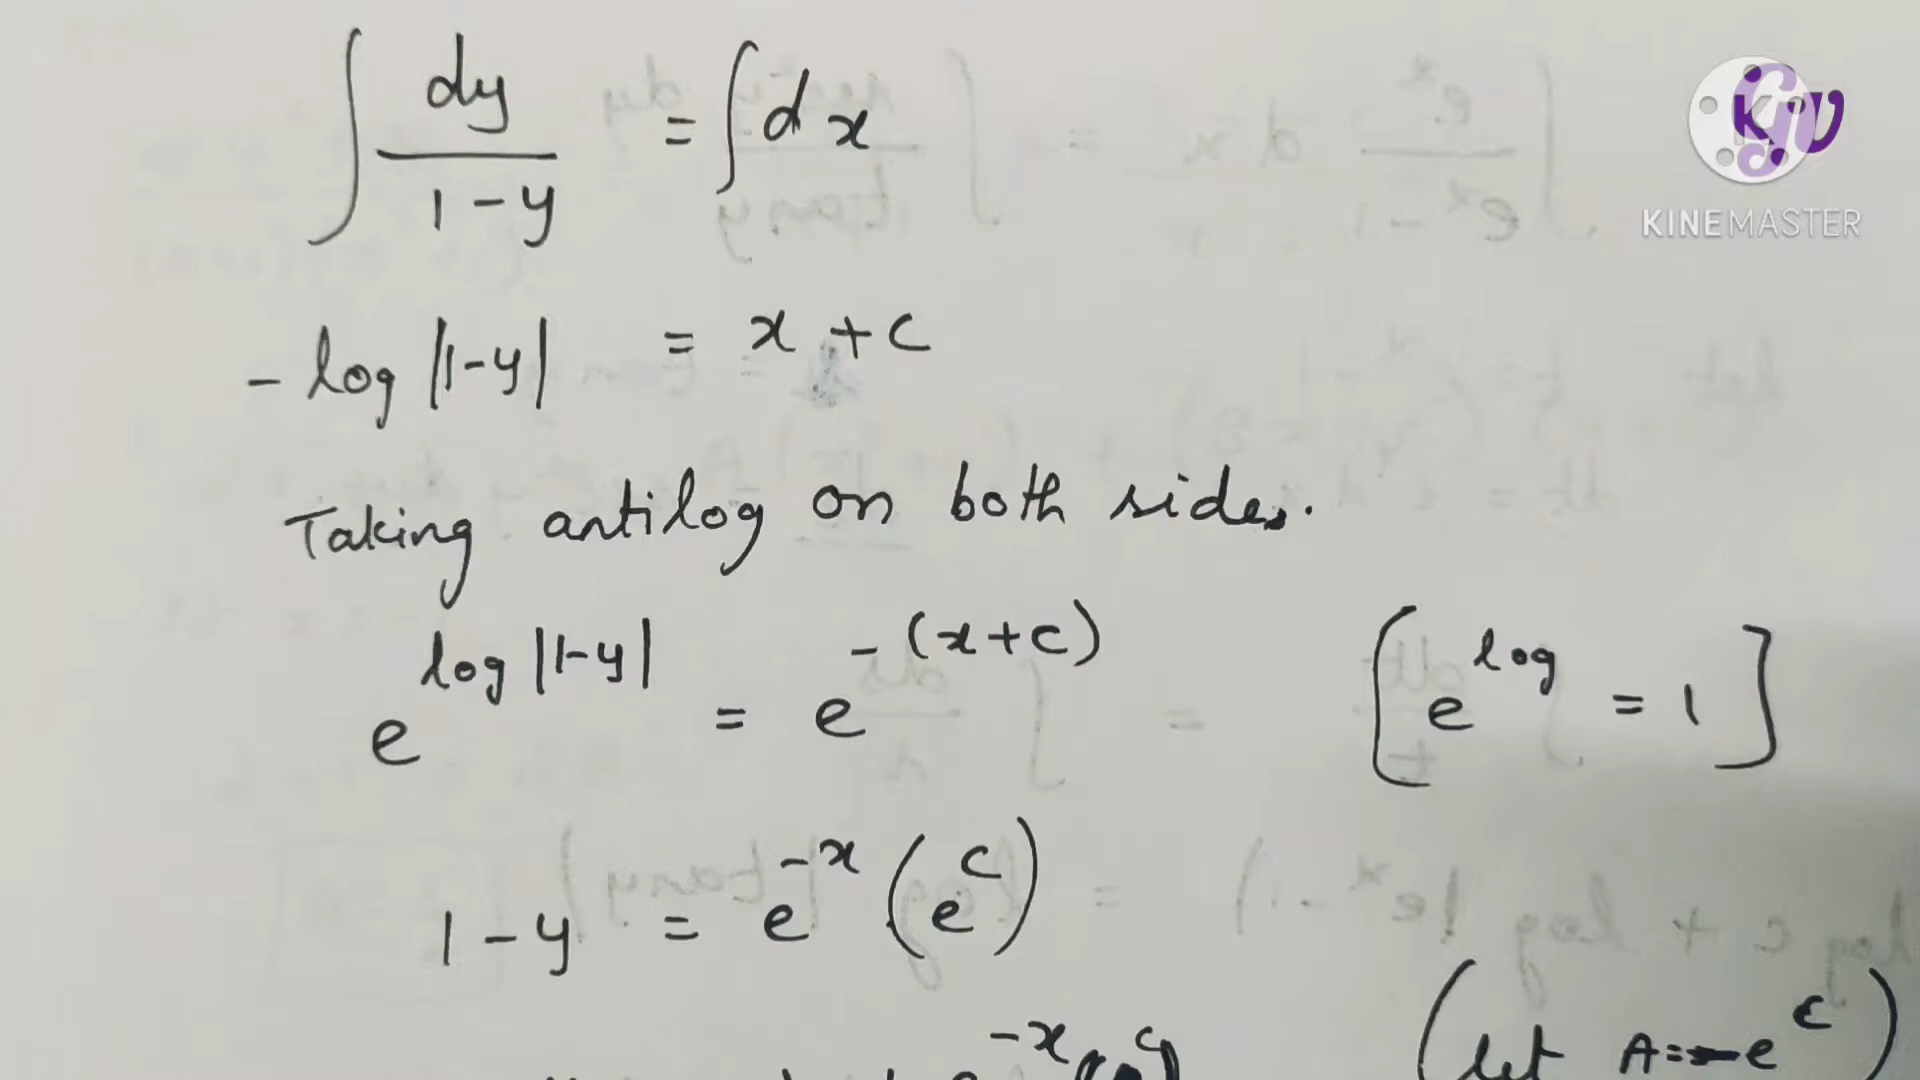 ∫ dy / 1-y = ∫ dx
KINEMASTER
- log |1-y| = x + c
Taking antilog on both sides.
e^log |1-y| = e^-(x+c) [e^log = 1]
1 - y = e^-x (e^c)
(let A = -e^c)